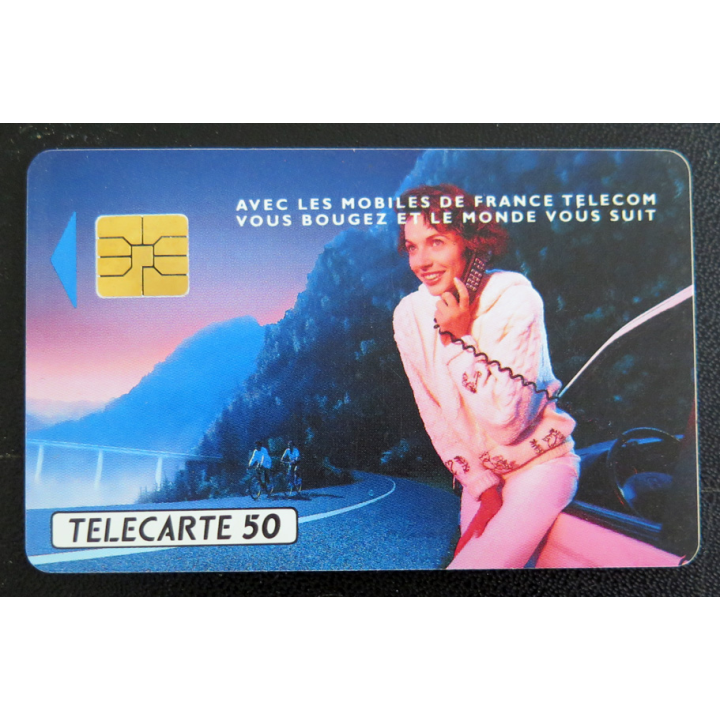 AVEC LES MOBILES DE FRANCE TELECOM
VOUS BOUGEZ ET LE MONDE VOUS SUIT
TELECARTE 50